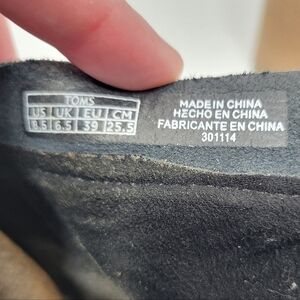 TOMS
US UK EU CM
8.5 6.5 39 25.5
MADE IN CHINA
HECHO EN CHINA
FABRICANTE EN CHINA
301114